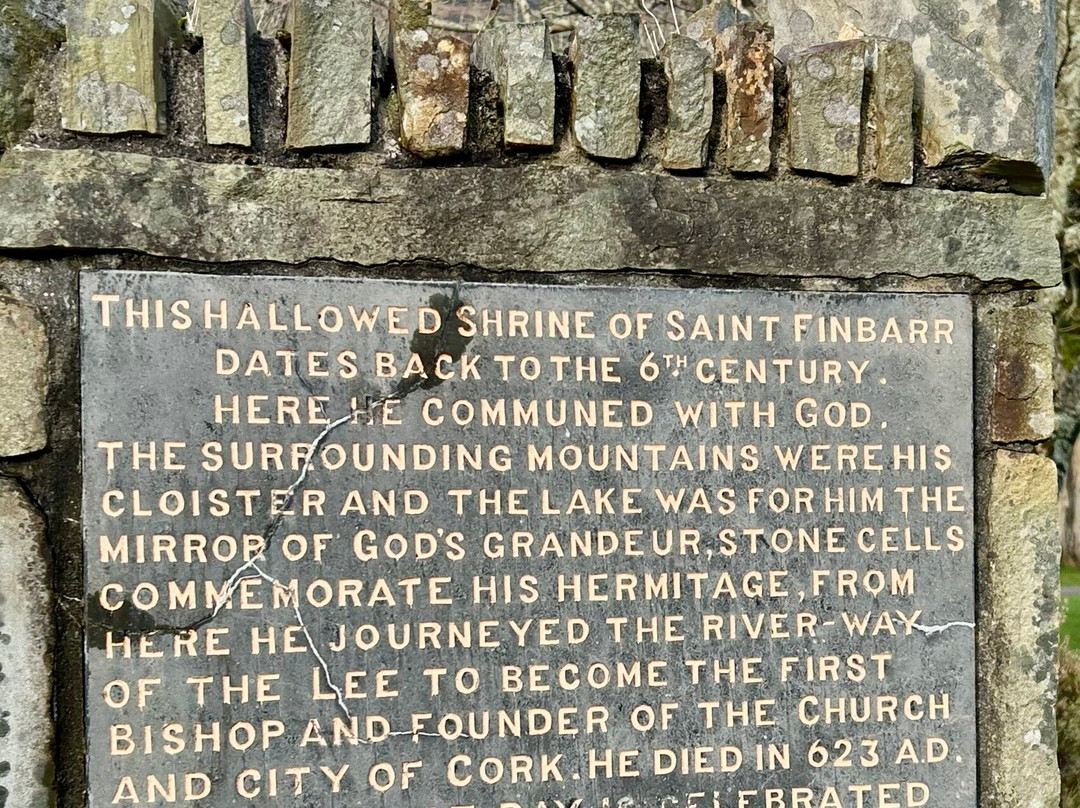 THIS HALLOWED SHRINE OF SAINT FINBARR
DATES BACK TO THE 6TH CENTURY.
HERE HE COMMUNED WITH GOD.
THE SURROUNDING MOUNTAINS WERE HIS
CLOISTER AND THE LAKE WAS FOR HIM THE
MIRROR OF GOD'S GRANDEUR, STONE CELLS
COMMEMORATE HIS HERMITAGE, FROM
HERE HE JOURNEYED THE RIVER-WAY
OF THE LEE TO BECOME THE FIRST
BISHOP AND FOUNDER OF THE CHURCH
AND CITY OF CORK. HE DIED IN 623 A.D.
DAY IS CELEBRATED